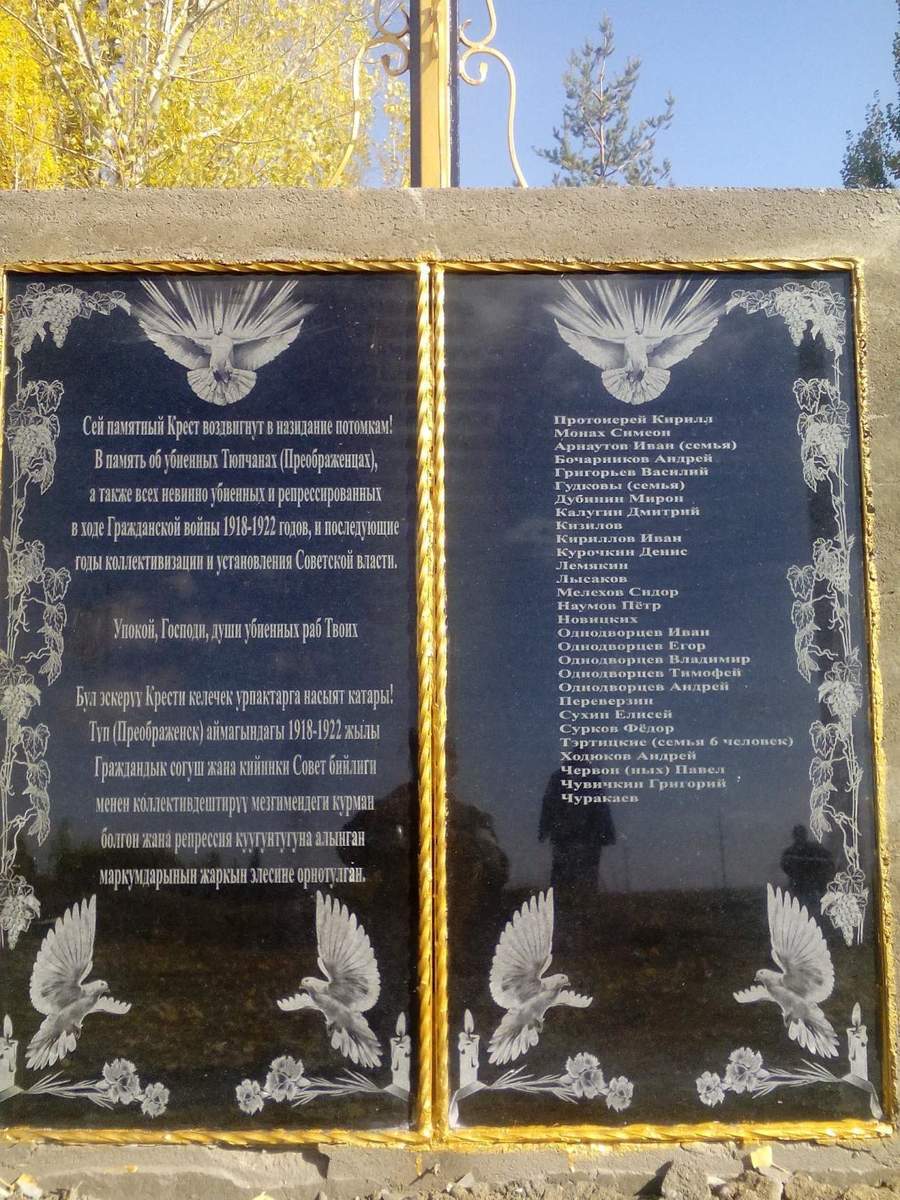 Сей памятный Крест воздвигнут в назидание потомкам!
В память об убиенных Тюпчанах (Преображенцах),
а также всех невинно убиенных и репрессированных
в ходе Гражданской войны 1918-1922 годов, и последующие
годы коллективизации и установления Советской власти.
Упокой, Господи, души убиенных раб Твоих
Бул эскерүү Крести келечек урпактарга насыят катары!
Түп (Преображенск) аймагындагы 1918-1922 жылы
Граждандык согуш жана кийинки Совет бийлиги
менен коллективдештирүү мезгимендеги курман
болгон жана репрессия куугунтугуна алынган
маркумдарынын жаркын элесине орнотулган.
Протоиерей Кирилл
Монах Симеон
Арнаутов Иван (семья)
Бочарников Андрей
Григорьев Василий
Гудковы (семья)
Дубинин Мирон
Калугин Дмитрий
Кизилов
Кириллов Иван
Курочкин Денис
Лемякин
Лысаков
Мелехов Сидор
Наумов Пётр
Новицких
Однодворцев Иван
Однодворцев Егор
Однодворцев Владимир
Однодворцев Тимофей
Однодворцев Андрей
Переверзин
Сухин Елисей
Сурков Фёдор
Тэртицкие (семья 6 человек)
Ходюков Андрей
Червон (ных) Павел
Чувичкин Григорий
Чуракаев